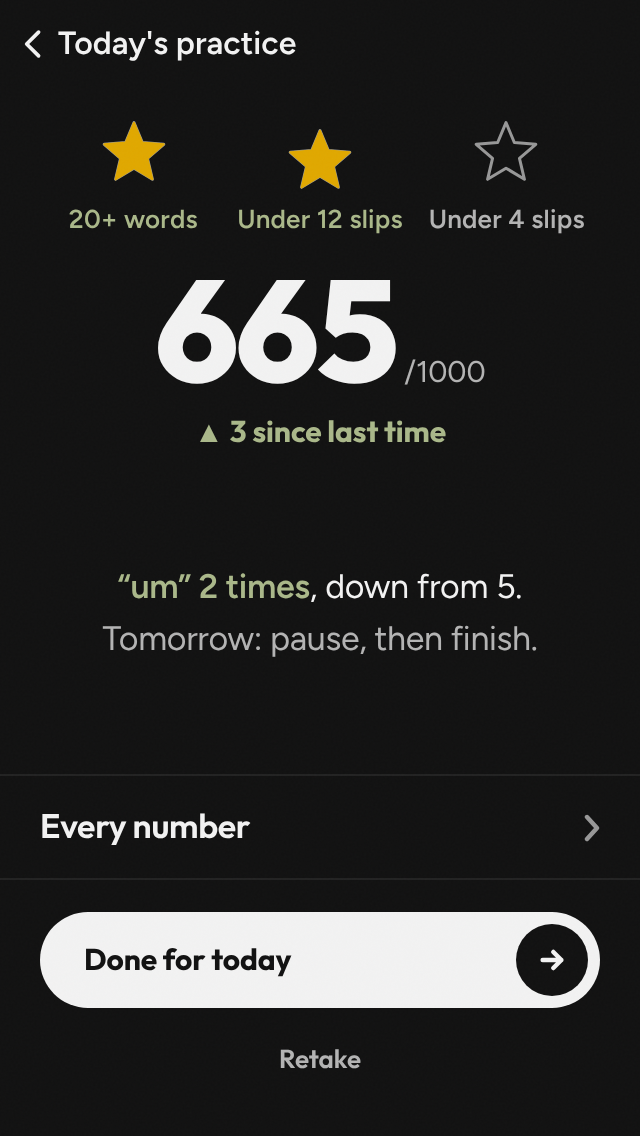 Today's practice
20+ words
Under 12 slips
Under 4 slips
665 /1000
▲ 3 since last time
“um” 2 times, down from 5.
Tomorrow: pause, then finish.
Every number
Done for today
Retake